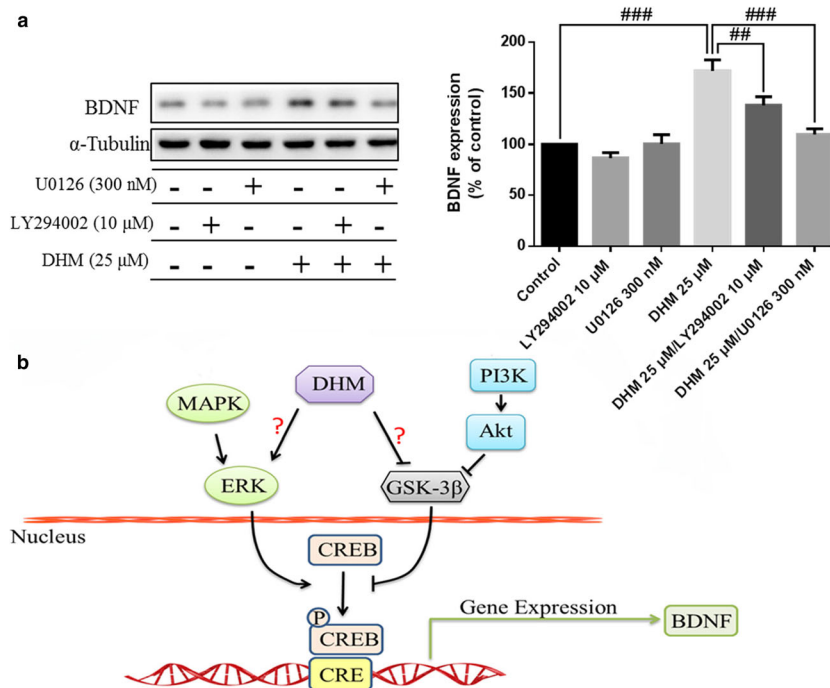 a
BDNF
α-Tubulin
U0126 (300 nM) - - + - - +
LY294002 (10 μM) - + - - + -
DHM (25 μM) - - - + + +
BDNF expression
(% of control)
200
150
100
50
0
###
###
##
Control
LY294002 10 μM
U0126 300 nM
DHM 25 μM
DHM 25 μM/LY294002 10 μM
DHM 25 μM/U0126 300 nM
b
MAPK
DHM
PI3K
Akt
?
?
ERK
GSK-3β
Nucleus
CREB
P
CREB
CRE
Gene Expression
BDNF